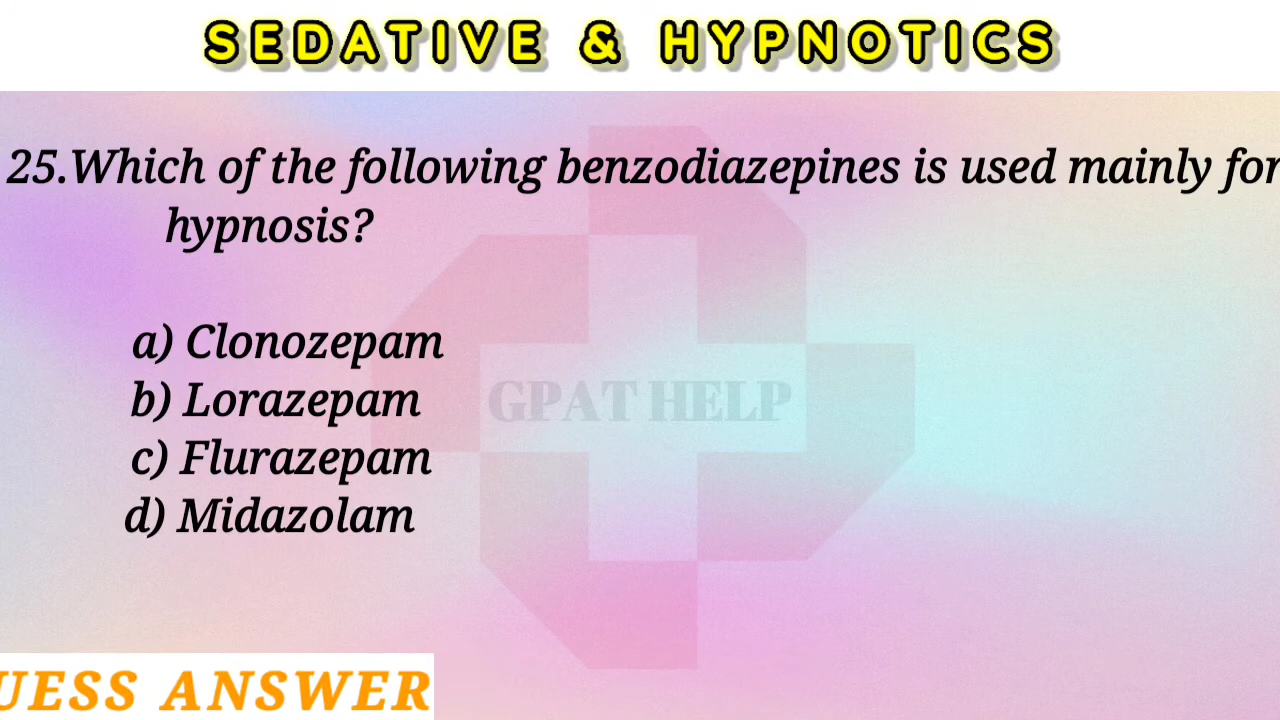 SEDATIVE & HYPNOTICS
25.Which of the following benzodiazepines is used mainly for
hypnosis?
a) Clonozepam
b) Lorazepam
GPAT HELP
c) Flurazepam
d) Midazolam
UESS ANSWER